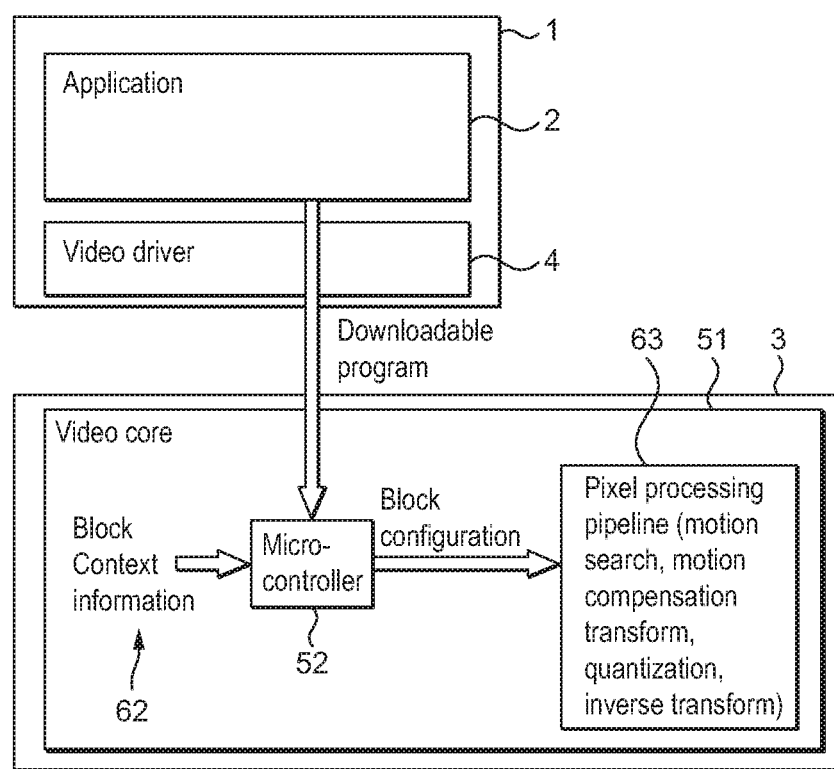 1
Application
2
Video driver
4
Downloadable
program
63
51
3
Video core
Block
Context
information
62
Micro-
controller
52
Block
configuration
Pixel processing
pipeline (motion
search, motion
compensation
transform,
quantization,
inverse transform)